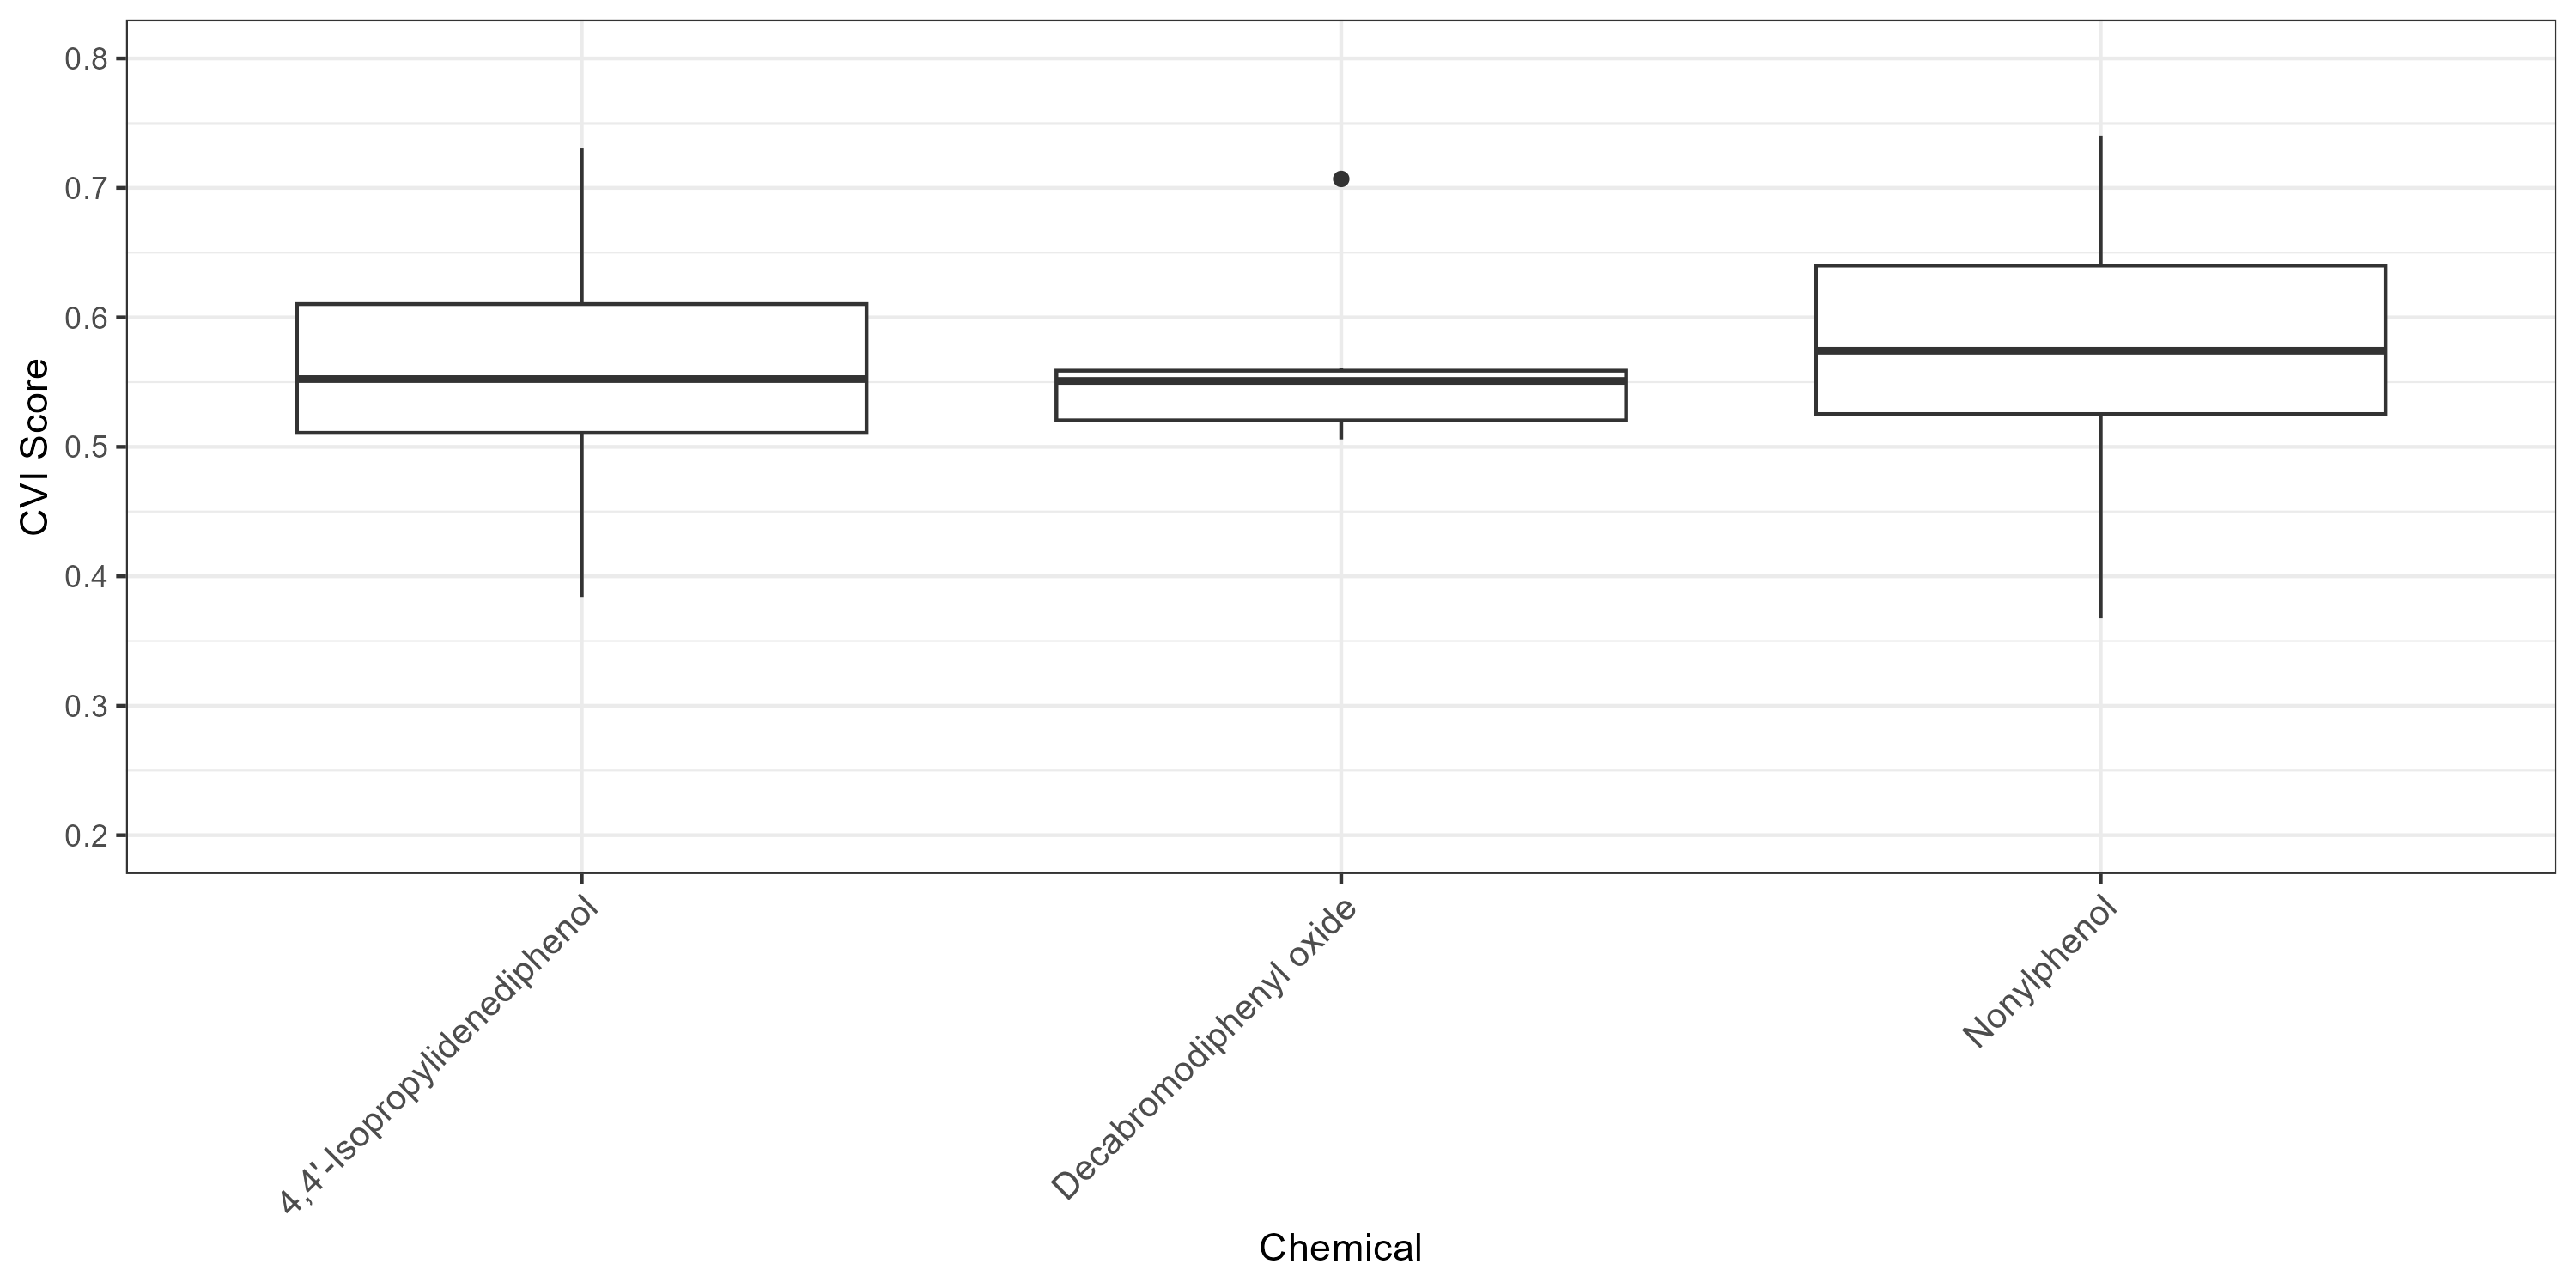 CVI Score
0.8
0.7
0.6
0.5
0.4
0.3
0.2
4,4'-Isopropylidenediphenol
Decabromodiphenyl oxide
Nonylphenol
Chemical